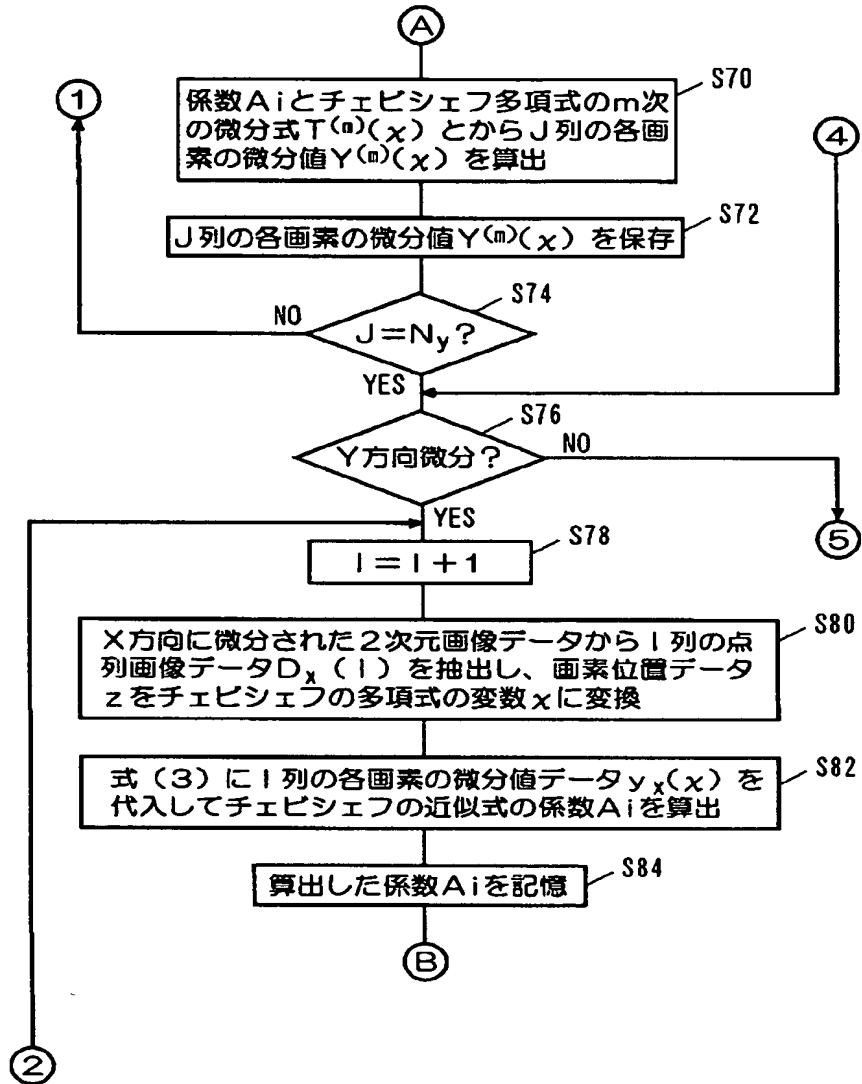 A
S70
1
係数Aiとチェビシェフ多項式のm次
の微分式T(m)(χ)とからJ列の各画
素の微分値Y(m)(χ)を算出
4
S72
J列の各画素の微分値Y(m)(χ)を保存
S74
NO
J=Ny?
YES
S76
Y方向微分?
NO
YES
5
S78
I=I+1
S80
X方向に微分された2次元画像データからI列の点
列画像データDx(I)を抽出し、画素位置データ
zをチェビシェフの多項式の変数χに変換
S82
式(3)にI列の各画素の微分値データyx(χ)を
代入してチェビシェフの近似式の係数Aiを算出
S84
算出した係数Aiを記憶
B
2